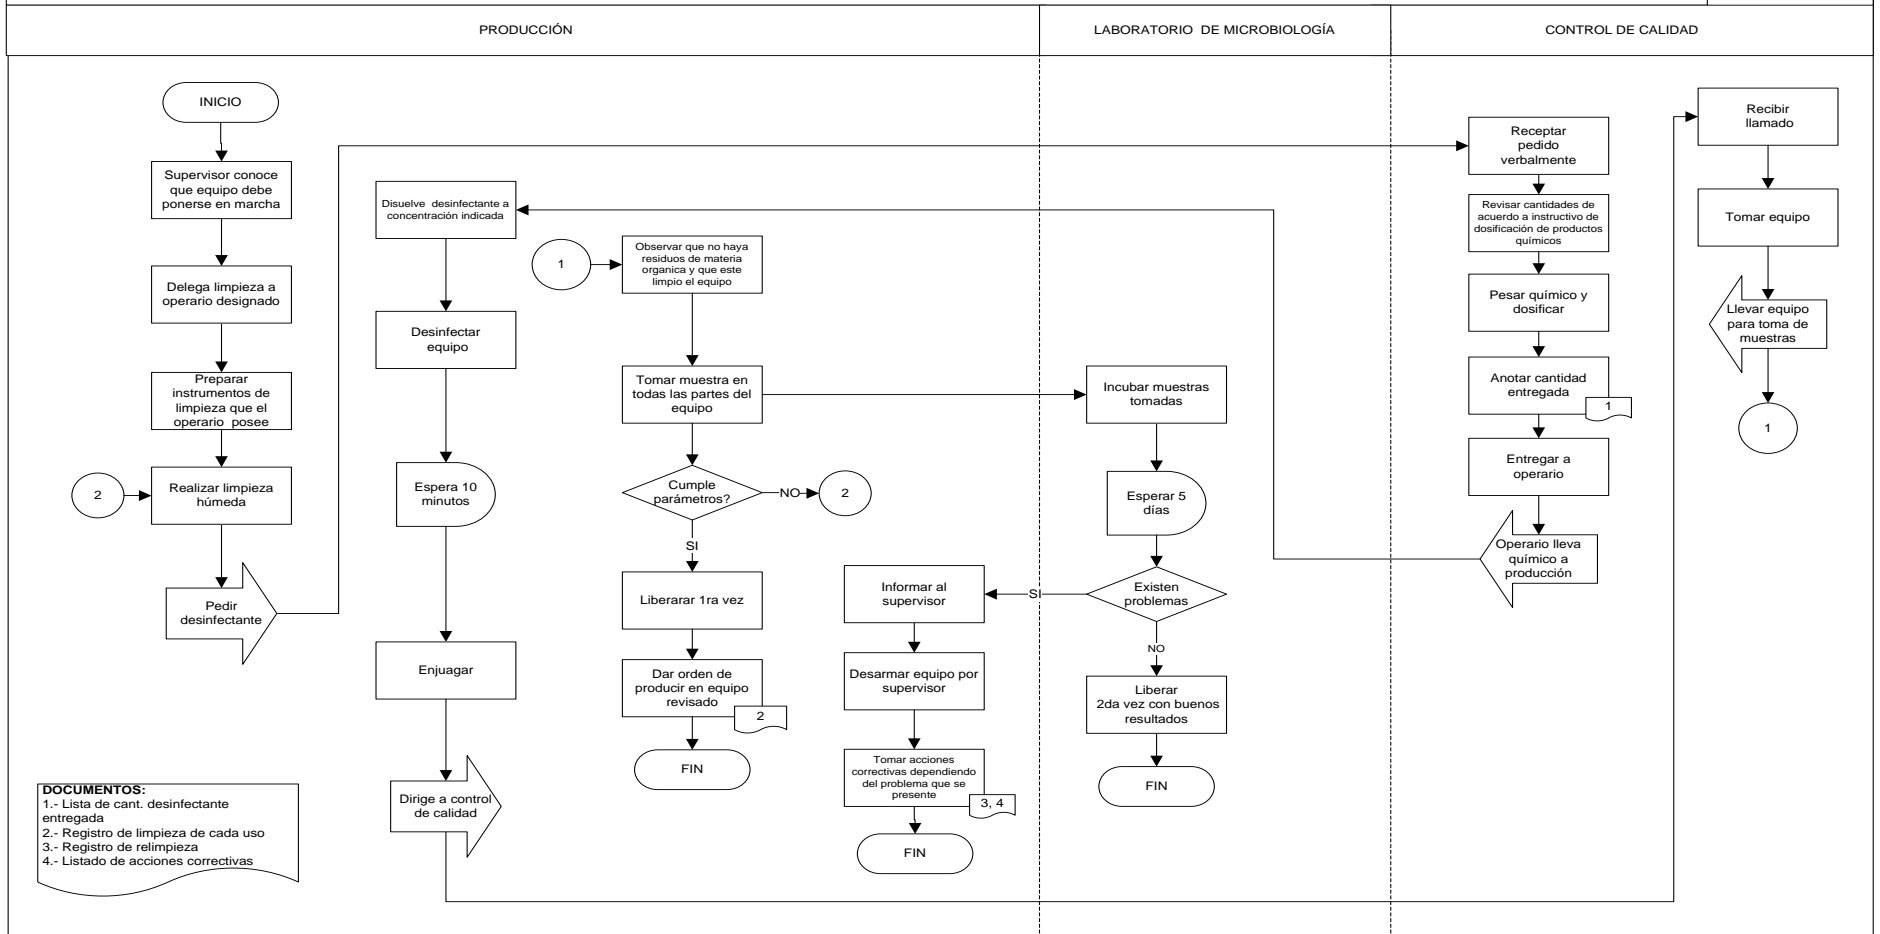 PRODUCCIÓN
LABORATORIO DE MICROBIOLOGÍA
CONTROL DE CALIDAD
INICIO
Supervisor conoce
que equipo debe
ponerse en marcha
Delega limpieza a
operario designado
Preparar
instrumentos de
limpieza que el
operario posee
2
Realizar limpieza
húmeda
Pedir
desinfectante
Disuelve desinfectante a
concentración indicada
Desinfectar
equipo
Espera 10
minutos
Enjuagar
Dirige a control
de calidad
1
Observar que no haya
residuos de materia
organica y que este
limpio el equipo
Tomar muestra en
todas las partes del
equipo
Cumple
parámetros?
NO
2
SI
Liberarar 1ra vez
Dar orden de
producir en equipo
revisado
2
FIN
Informar al
supervisor
Desarmar equipo por
supervisor
Tomar acciones
correctivas dependiendo
del problema que se
presente
3, 4
FIN
Incubar muestras
tomadas
Esperar 5
días
Existen
problemas
SI
NO
Liberar
2da vez con buenos
resultados
FIN
Receptar
pedido
verbalmente
Revisar cantidades de
acuerdo a instructivo de
dosificación de productos
químicos
Pesar químico y
dosificar
Anotar cantidad
entregada
1
Entregar a
operario
Operario lleva
químico a
producción
Recibir
llamado
Tomar equipo
Llevar equipo
para toma de
muestras
1
DOCUMENTOS:
1.- Lista de cant. desinfectante
entregada
2.- Registro de limpieza de cada uso
3.- Registro de relimpieza
4.- Listado de acciones correctivas